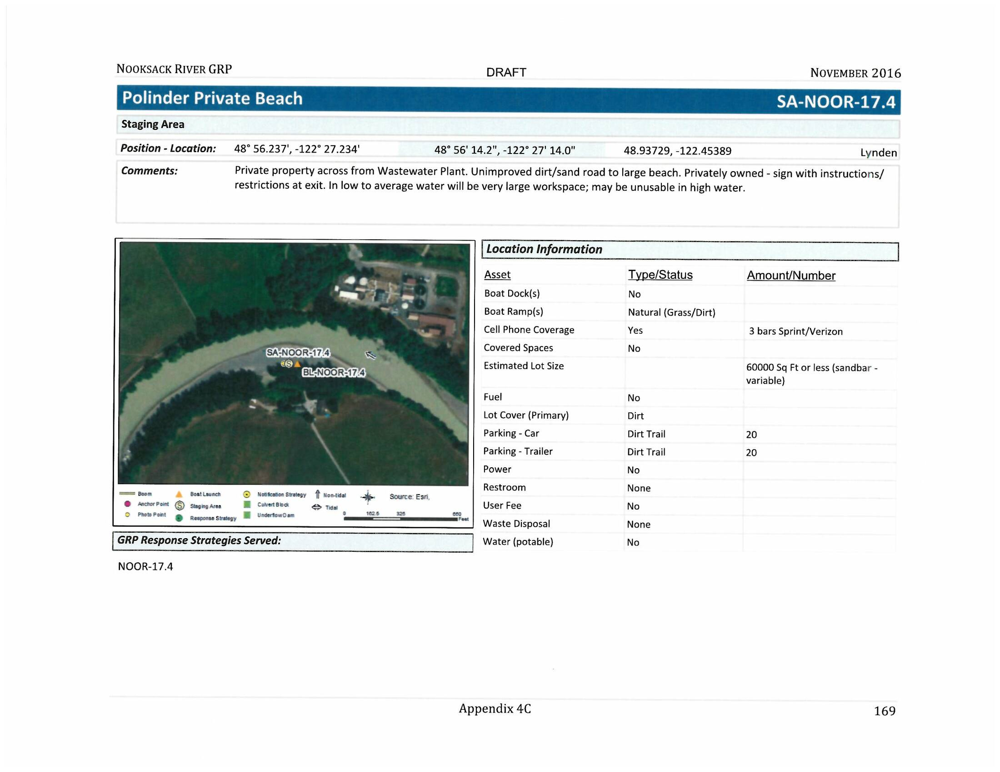 NOOKSACK RIVER GRP DRAFT NOVEMBER 2016
Polinder Private Beach SA-NOOR-17.4
Staging Area
Position - Location: 48° 56.237', -122° 27.234' 48° 56' 14.2", -122° 27' 14.0" 48.93729, -122.45389 Lynden
Comments: Private property across from Wastewater Plant. Unimproved dirt/sand road to large beach. Privately owned - sign with instructions/
restrictions at exit. In low to average water will be very large workspace; may be unusable in high water.
SA-NOOR-17.4
S
BL-NOOR-17.4
Boom Boat Launch Notification Strategy Non-tidal Source: Esri,
Anchor Point S Staging Area Culvert Block Tidal
Photo Point Response Strategy Underflow Dam
0 162.5 325 650
Feet
GRP Response Strategies Served:
NOOR-17.4
Location Information
Asset Type/Status Amount/Number
Boat Dock(s) No
Boat Ramp(s) Natural (Grass/Dirt)
Cell Phone Coverage Yes 3 bars Sprint/Verizon
Covered Spaces No
Estimated Lot Size 60000 Sq Ft or less (sandbar -
variable)
Fuel No
Lot Cover (Primary) Dirt
Parking - Car Dirt Trail 20
Parking - Trailer Dirt Trail 20
Power No
Restroom None
User Fee No
Waste Disposal None
Water (potable) No
Appendix 4C 169